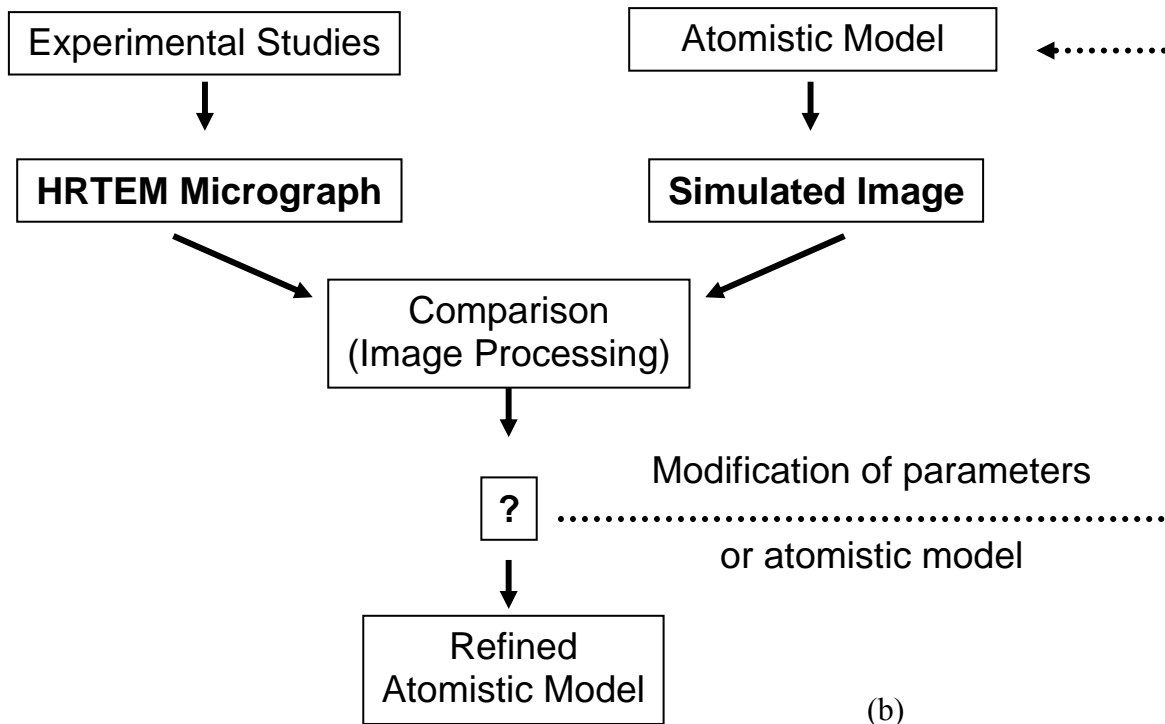 Experimental Studies
Atomistic Model
HRTEM Micrograph
Simulated Image
Comparison
(Image Processing)
?
Modification of parameters
or atomistic model
Refined
Atomistic Model
(b)